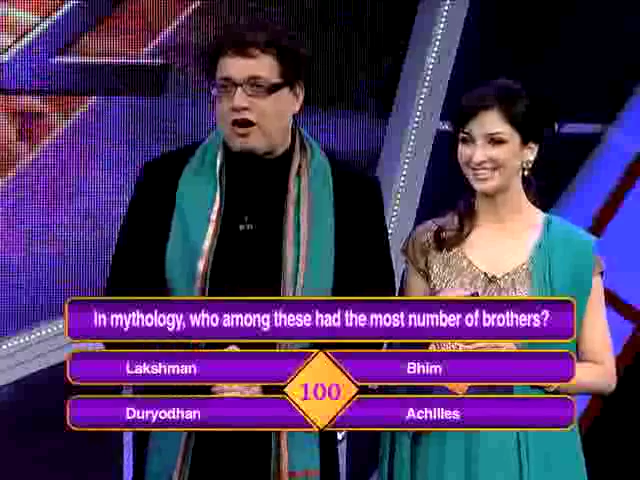 In mythology, who among these had the most number of brothers?
Lakshman
Bhim
100
Duryodhan
Achilles